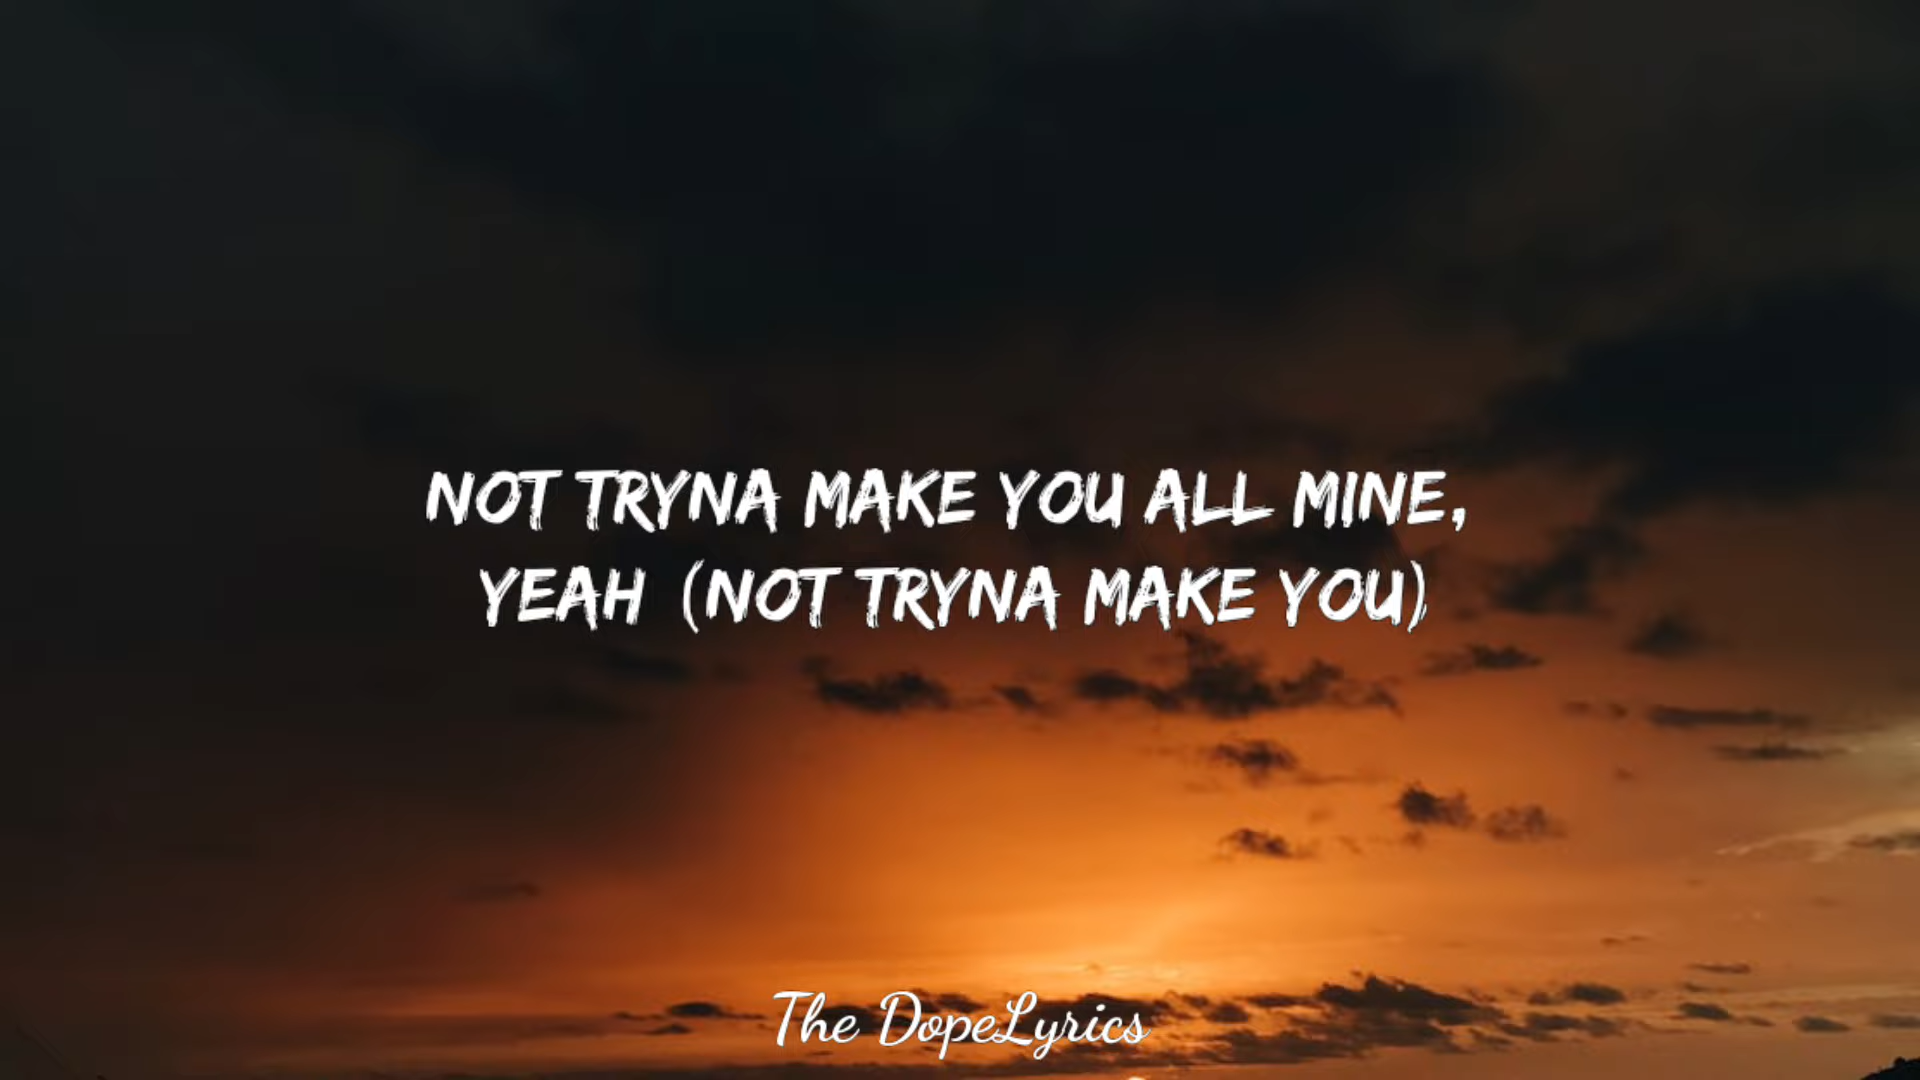 NOT TRYNA MAKE YOU ALL MINE,
YEAH (NOT TRYNA MAKE YOU)
The DopeLyrics